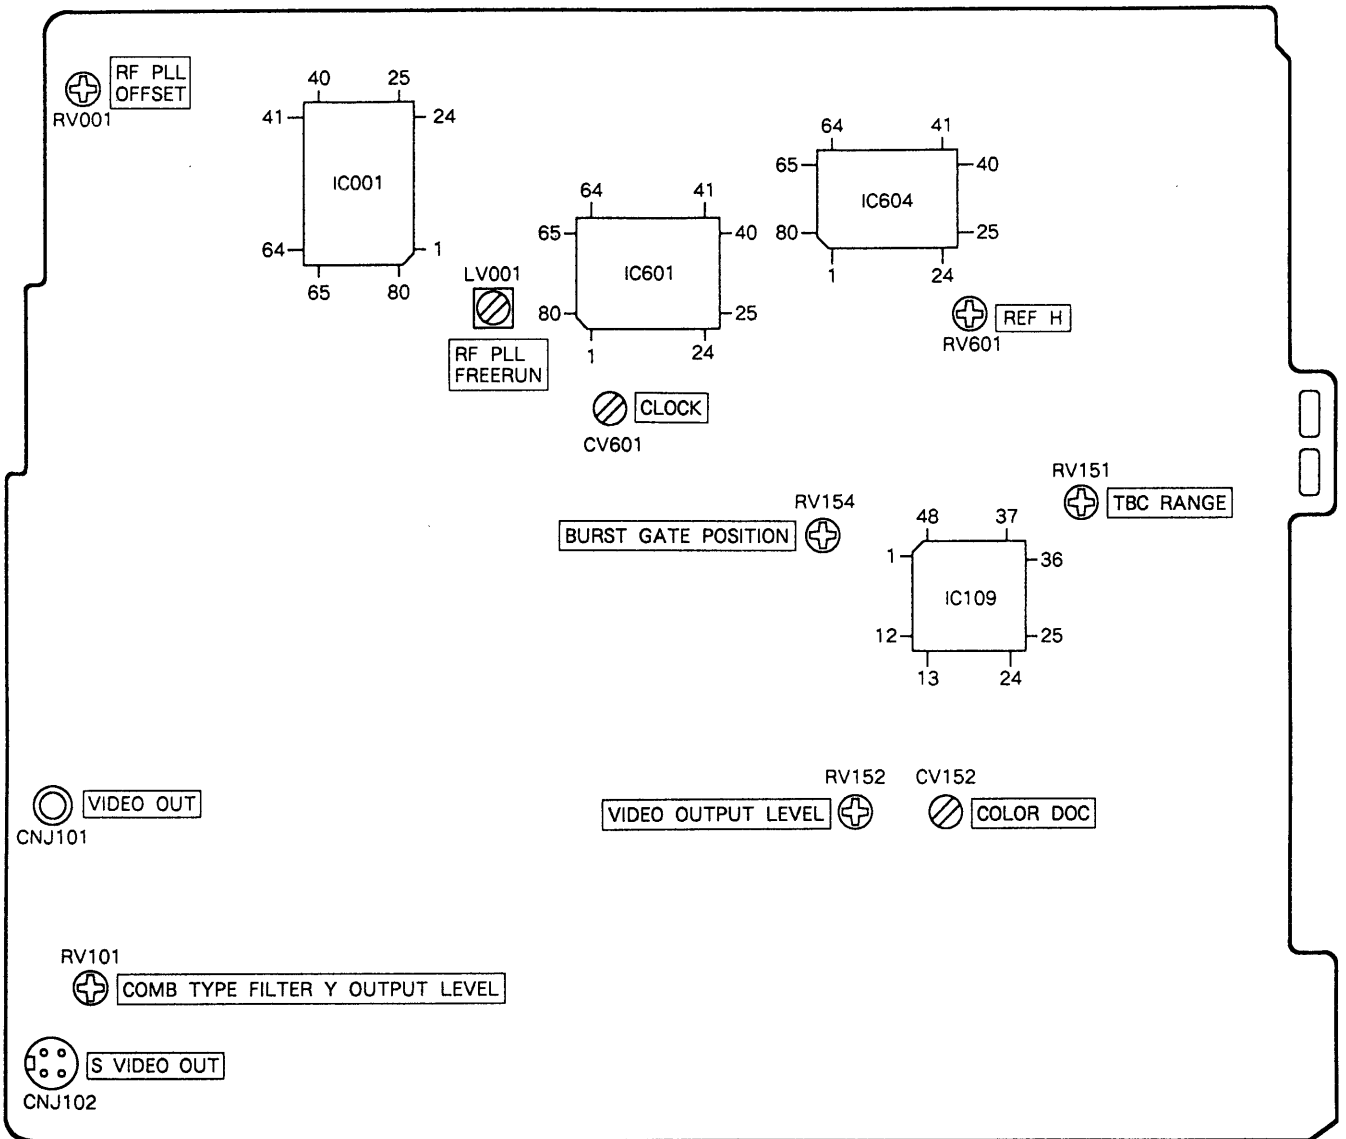 RF PLL
OFFSET
RV001
40 25
41 24
IC001
64 1
65 80
64 41
65 40
IC604
80 25
1 24
64 41
65 40
IC601
80 25
1 24
LV001
RF PLL
FREERUN
RV601
REF H
CLOCK
CV601
RV151
TBC RANGE
RV154
BURST GATE POSITION
48 37
1 36
IC109
12 25
13 24
VIDEO OUT
CNJ101
RV152
VIDEO OUTPUT LEVEL
CV152
COLOR DOC
RV101
COMB TYPE FILTER Y OUTPUT LEVEL
S VIDEO OUT
CNJ102